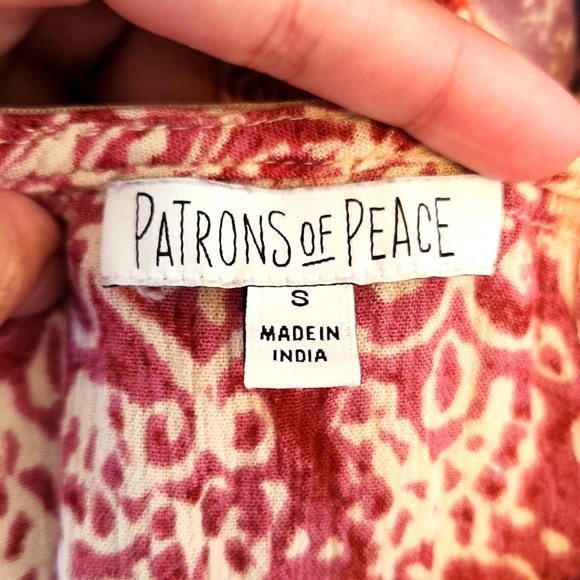 PATRONS OF PEACE
S
MADE IN
INDIA